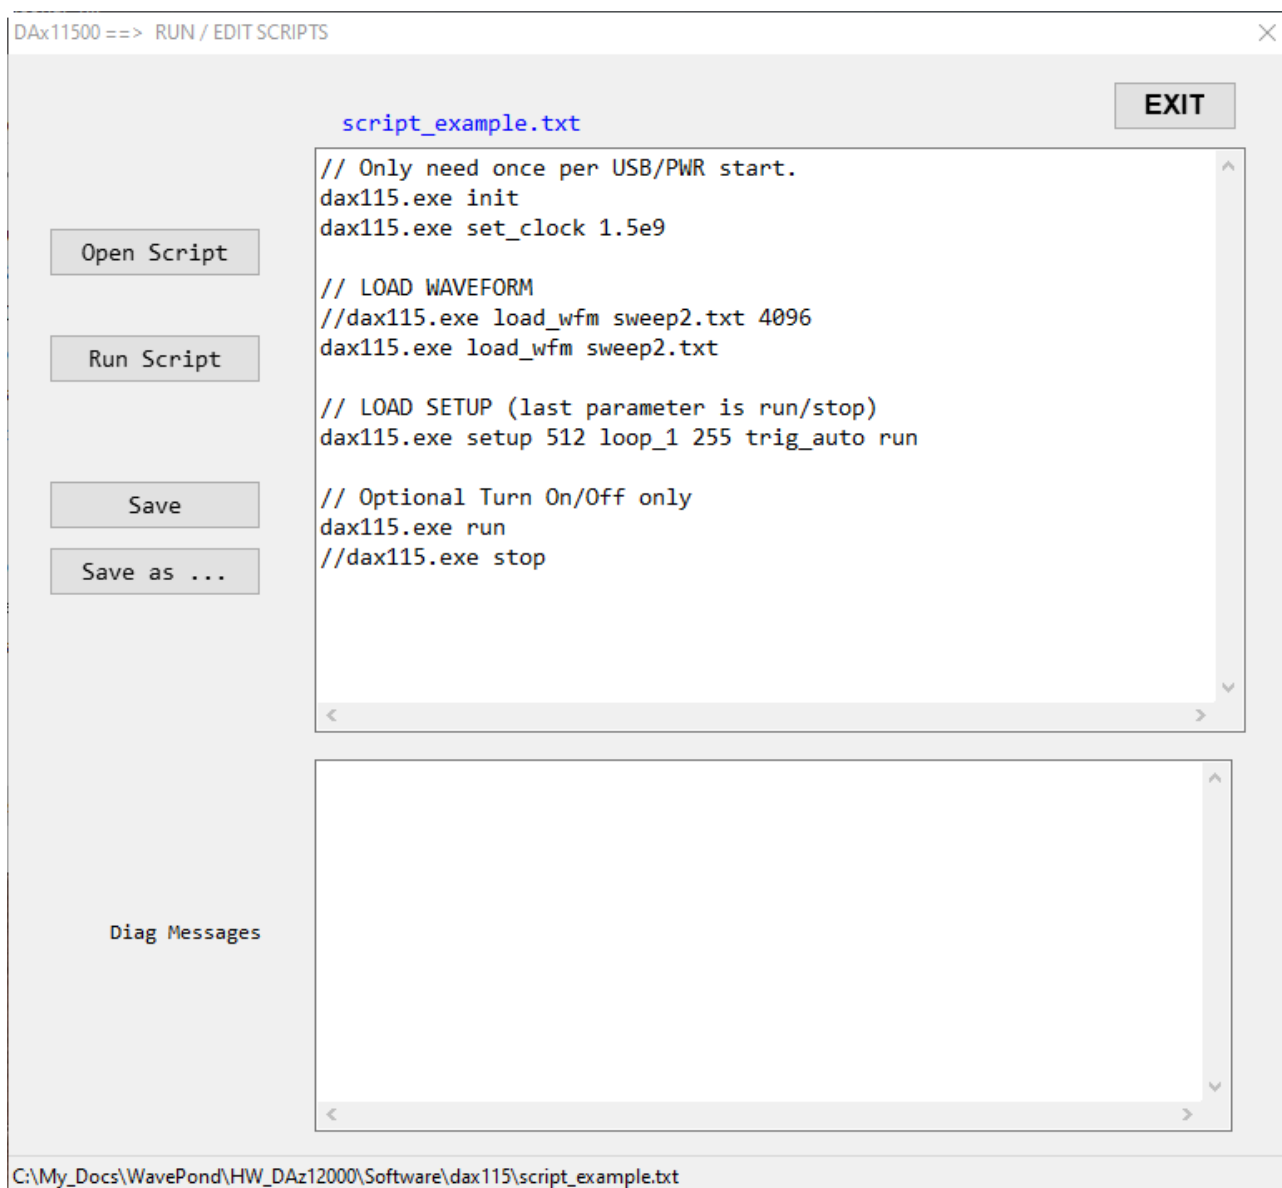 DAx11500 ==> RUN / EDIT SCRIPTS
EXIT
script_example.txt
// Only need once per USB/PWR start.
dax115.exe init
dax115.exe set_clock 1.5e9
// LOAD WAVEFORM
//dax115.exe load_wfm sweep2.txt 4096
dax115.exe load_wfm sweep2.txt
// LOAD SETUP (last parameter is run/stop)
dax115.exe setup 512 loop_1 255 trig_auto run
// Optional Turn On/Off only
dax115.exe run
//dax115.exe stop
Open Script
Run Script
Save
Save as ...
Diag Messages
C:\My_Docs\WavePond\HW_DAz12000\Software\dax115\script_example.txt